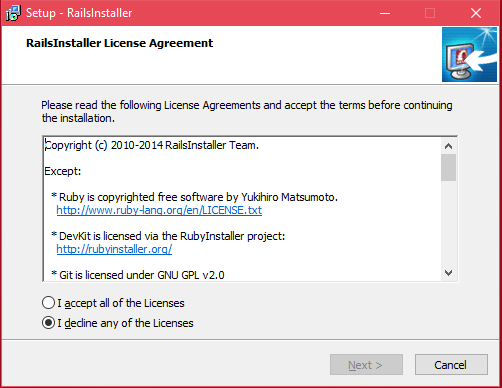 Setup - RailsInstaller
RailsInstaller License Agreement
Please read the following License Agreements and accept the terms before continuing
the installation.
Copyright (c) 2010-2014 RailsInstaller Team.
Except:
* Ruby is copyrighted free software by Yukihiro Matsumoto.
http://www.ruby-lang.org/en/LICENSE.txt
* DevKit is licensed via the RubyInstaller project:
http://rubyinstaller.org/
* Git is licensed under GNU GPL v2.0
I accept all of the Licenses
I decline any of the Licenses
Next >
Cancel